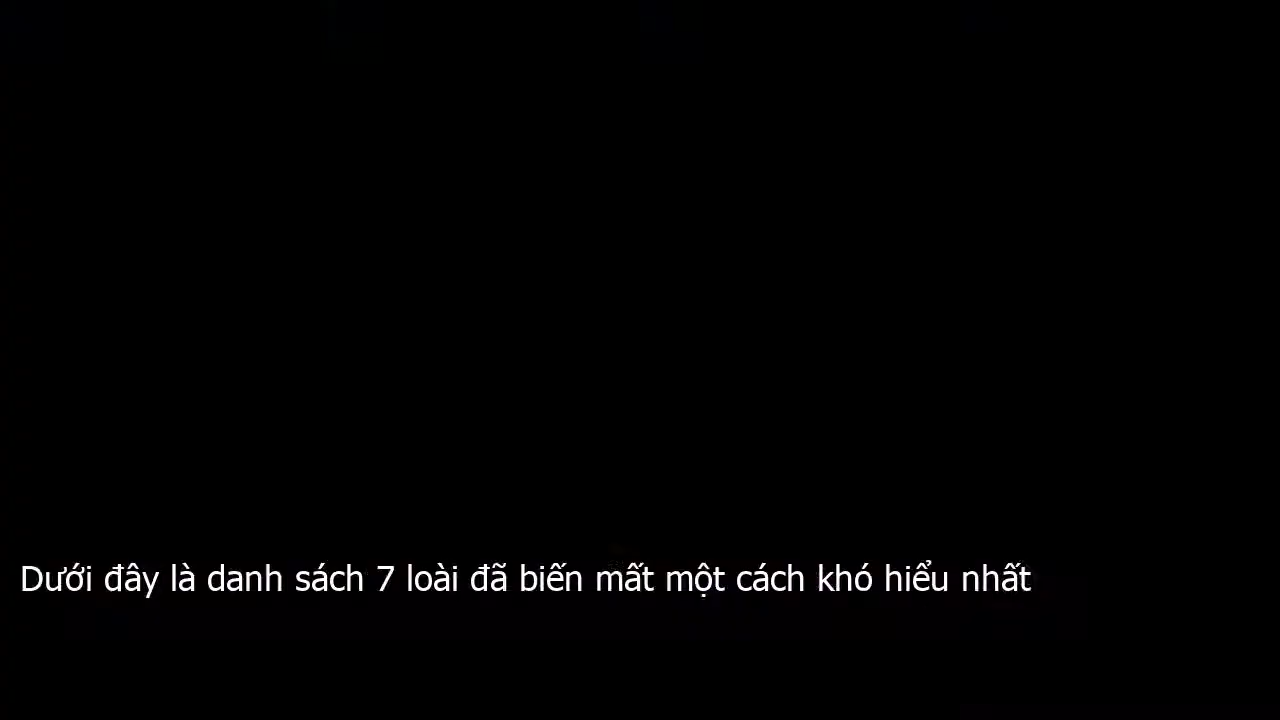 Dưới đây là danh sách 7 loài đã biến mất một cách khó hiểu nhất